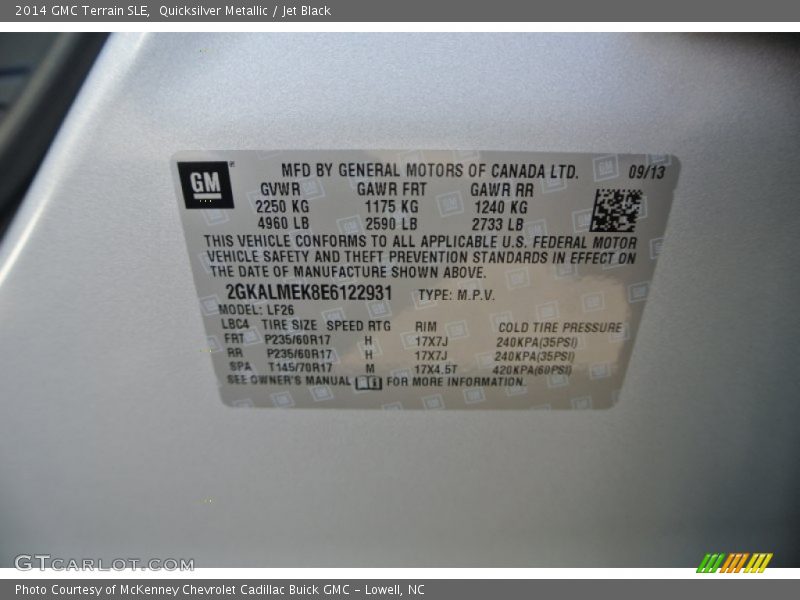 2014 GMC Terrain SLE, Quicksilver Metallic / Jet Black
GM
MFD BY GENERAL MOTORS OF CANADA LTD. 09/13
GVWR GAWR FRT GAWR RR
2250 KG 1175 KG 1240 KG
4960 LB 2590 LB 2733 LB
THIS VEHICLE CONFORMS TO ALL APPLICABLE U.S. FEDERAL MOTOR
VEHICLE SAFETY AND THEFT PREVENTION STANDARDS IN EFFECT ON
THE DATE OF MANUFACTURE SHOWN ABOVE.
2GKALMEK8E6122931 TYPE: M.P.V.
MODEL: LF26
LBC4 TIRE SIZE SPEED RTG RIM COLD TIRE PRESSURE
FRT P235/60R17 H 17X7J 240KPA(35PSI)
RR P235/60R17 H 17X7J 240KPA(35PSI)
SPA T145/70R17 M 17X4.5T 420KPA(60PSI)
SEE OWNER'S MANUAL FOR MORE INFORMATION.
GTCARLOT.COM
Photo Courtesy of McKenney Chevrolet Cadillac Buick GMC - Lowell, NC